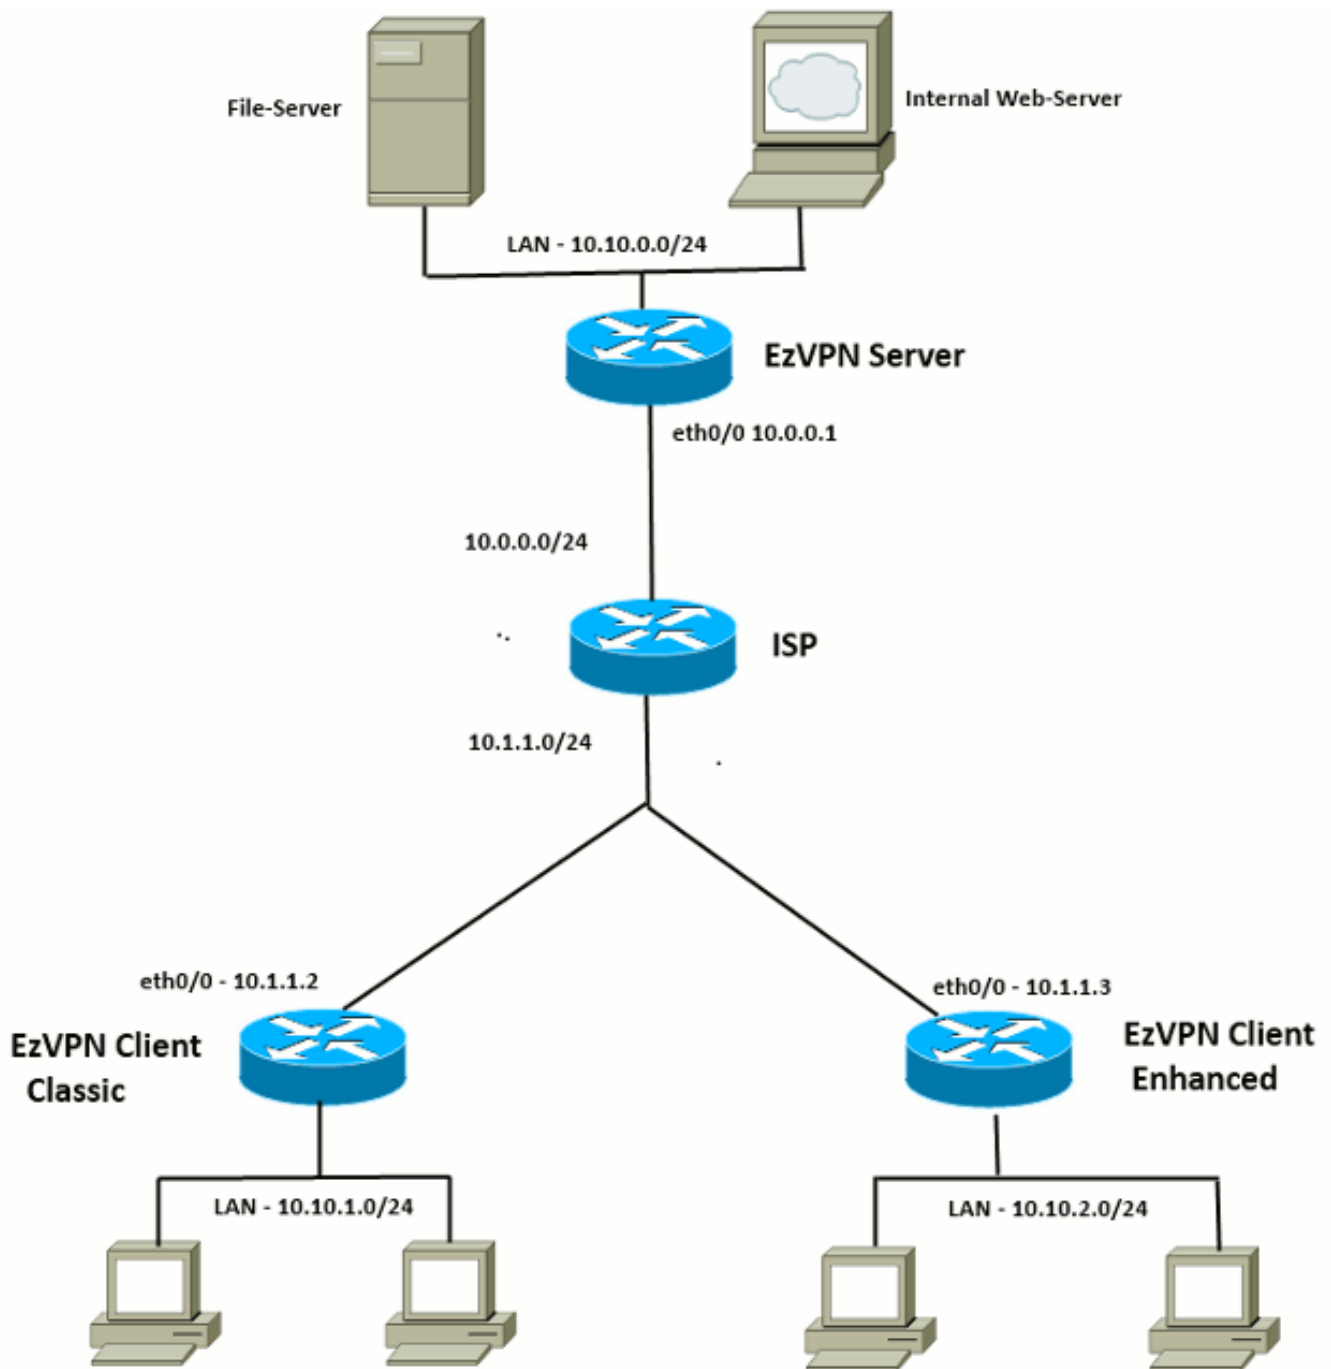 File-Server
Internal Web-Server
LAN - 10.10.0.0/24
EzVPN Server
eth0/0 10.0.0.1
10.0.0.0/24
ISP
10.1.1.0/24
eth0/0 - 10.1.1.2
eth0/0 - 10.1.1.3
EzVPN Client
Classic
EzVPN Client
Enhanced
LAN - 10.10.1.0/24
LAN - 10.10.2.0/24